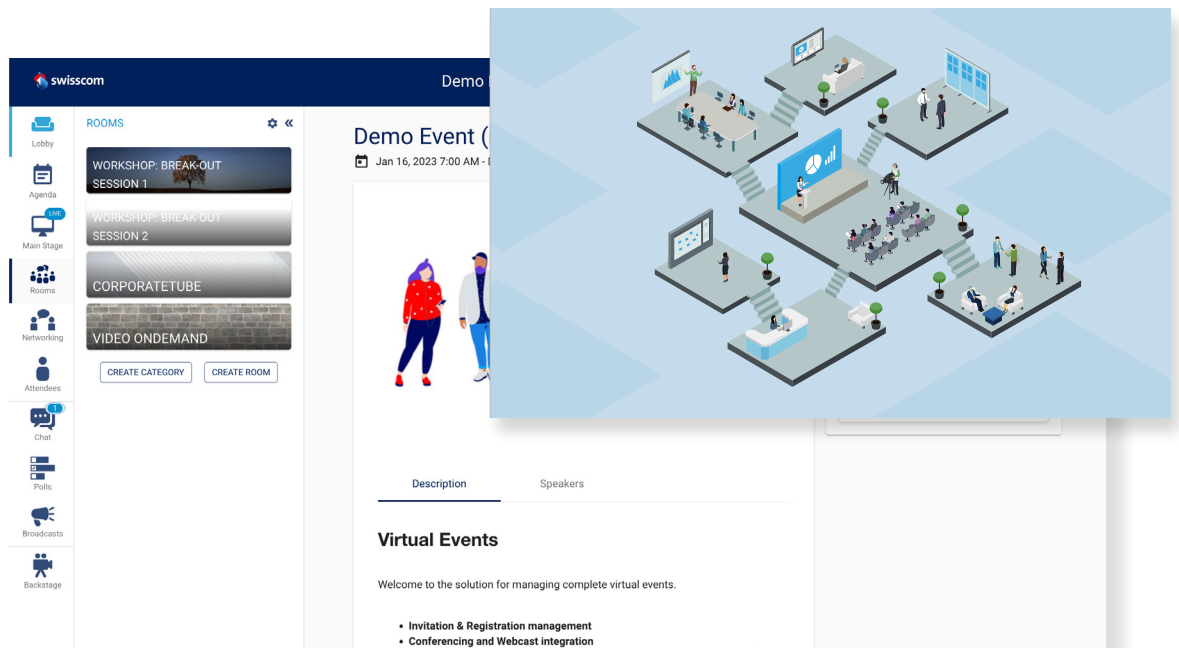 swisscom
Demo
Lobby
Agenda
LIVE
Main Stage
Rooms
Networking
Attendees
1
Chat
Polls
Broadcasts
Backstage
ROOMS
WORKSHOP: BREAK-OUT
SESSION 1
WORKSHOP: BREAK-OUT
SESSION 2
CORPORATETUBE
VIDEO ONDEMAND
CREATE CATEGORY
CREATE ROOM
Demo Event (
Jan 16, 2023 7:00 AM -
Description
Speakers
Virtual Events
Welcome to the solution for managing complete virtual events.
• Invitation & Registration management
• Conferencing and Webcast integration